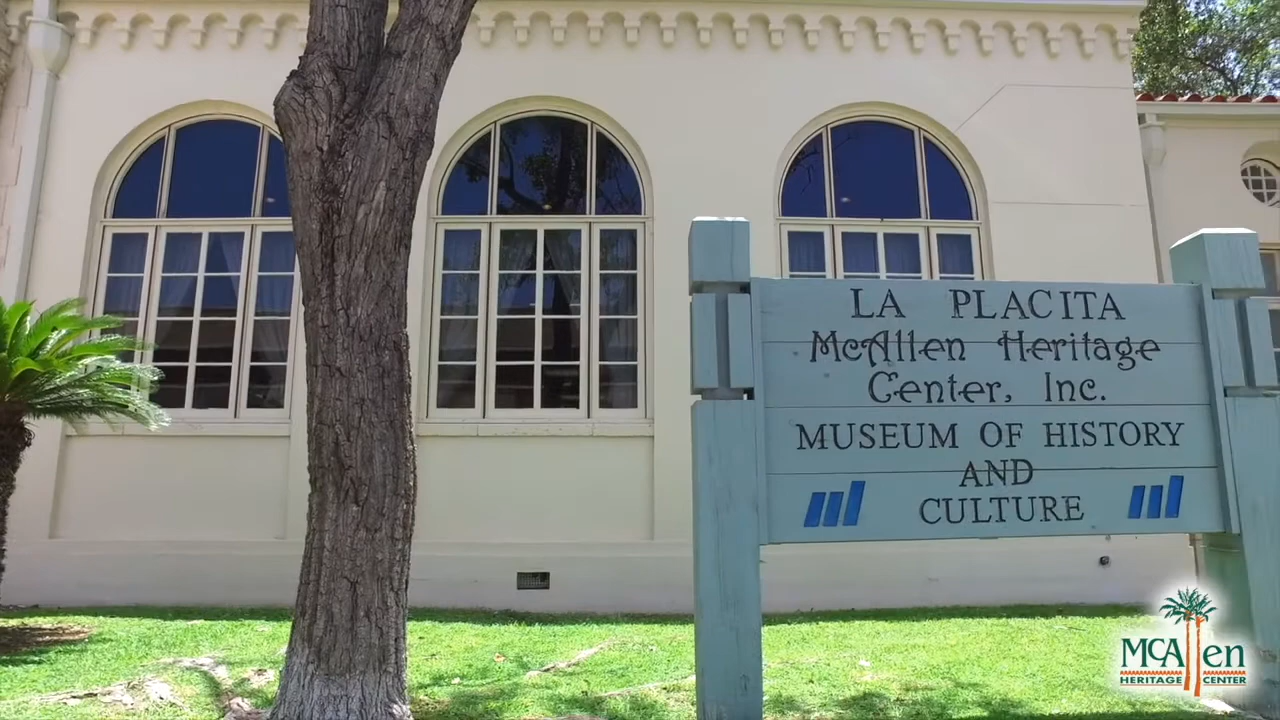 LA PLACITA
McAllen Heritage
Center, Inc.
MUSEUM OF HISTORY
AND
CULTURE
MCAllen
HERITAGE CENTER